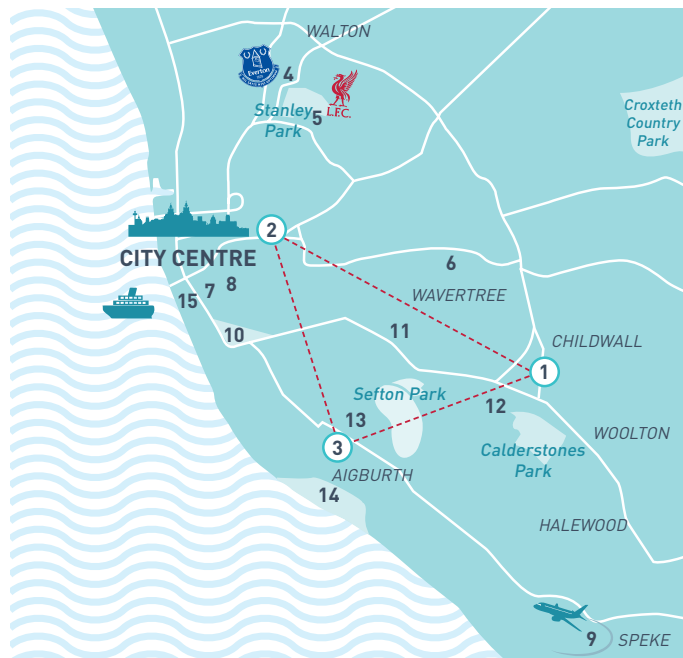 WALTON
Everton
4
Stanley
Park
5
L.F.C.
Croxteth
Country
Park
2
CITY CENTRE
6
8
7
15
WAVERTREE
10
11
CHILDWALL
1
Sefton Park
12
13
3
WOOLTON
Calderstones
Park
AIGBURTH
14
HALEWOOD
9
SPEKE